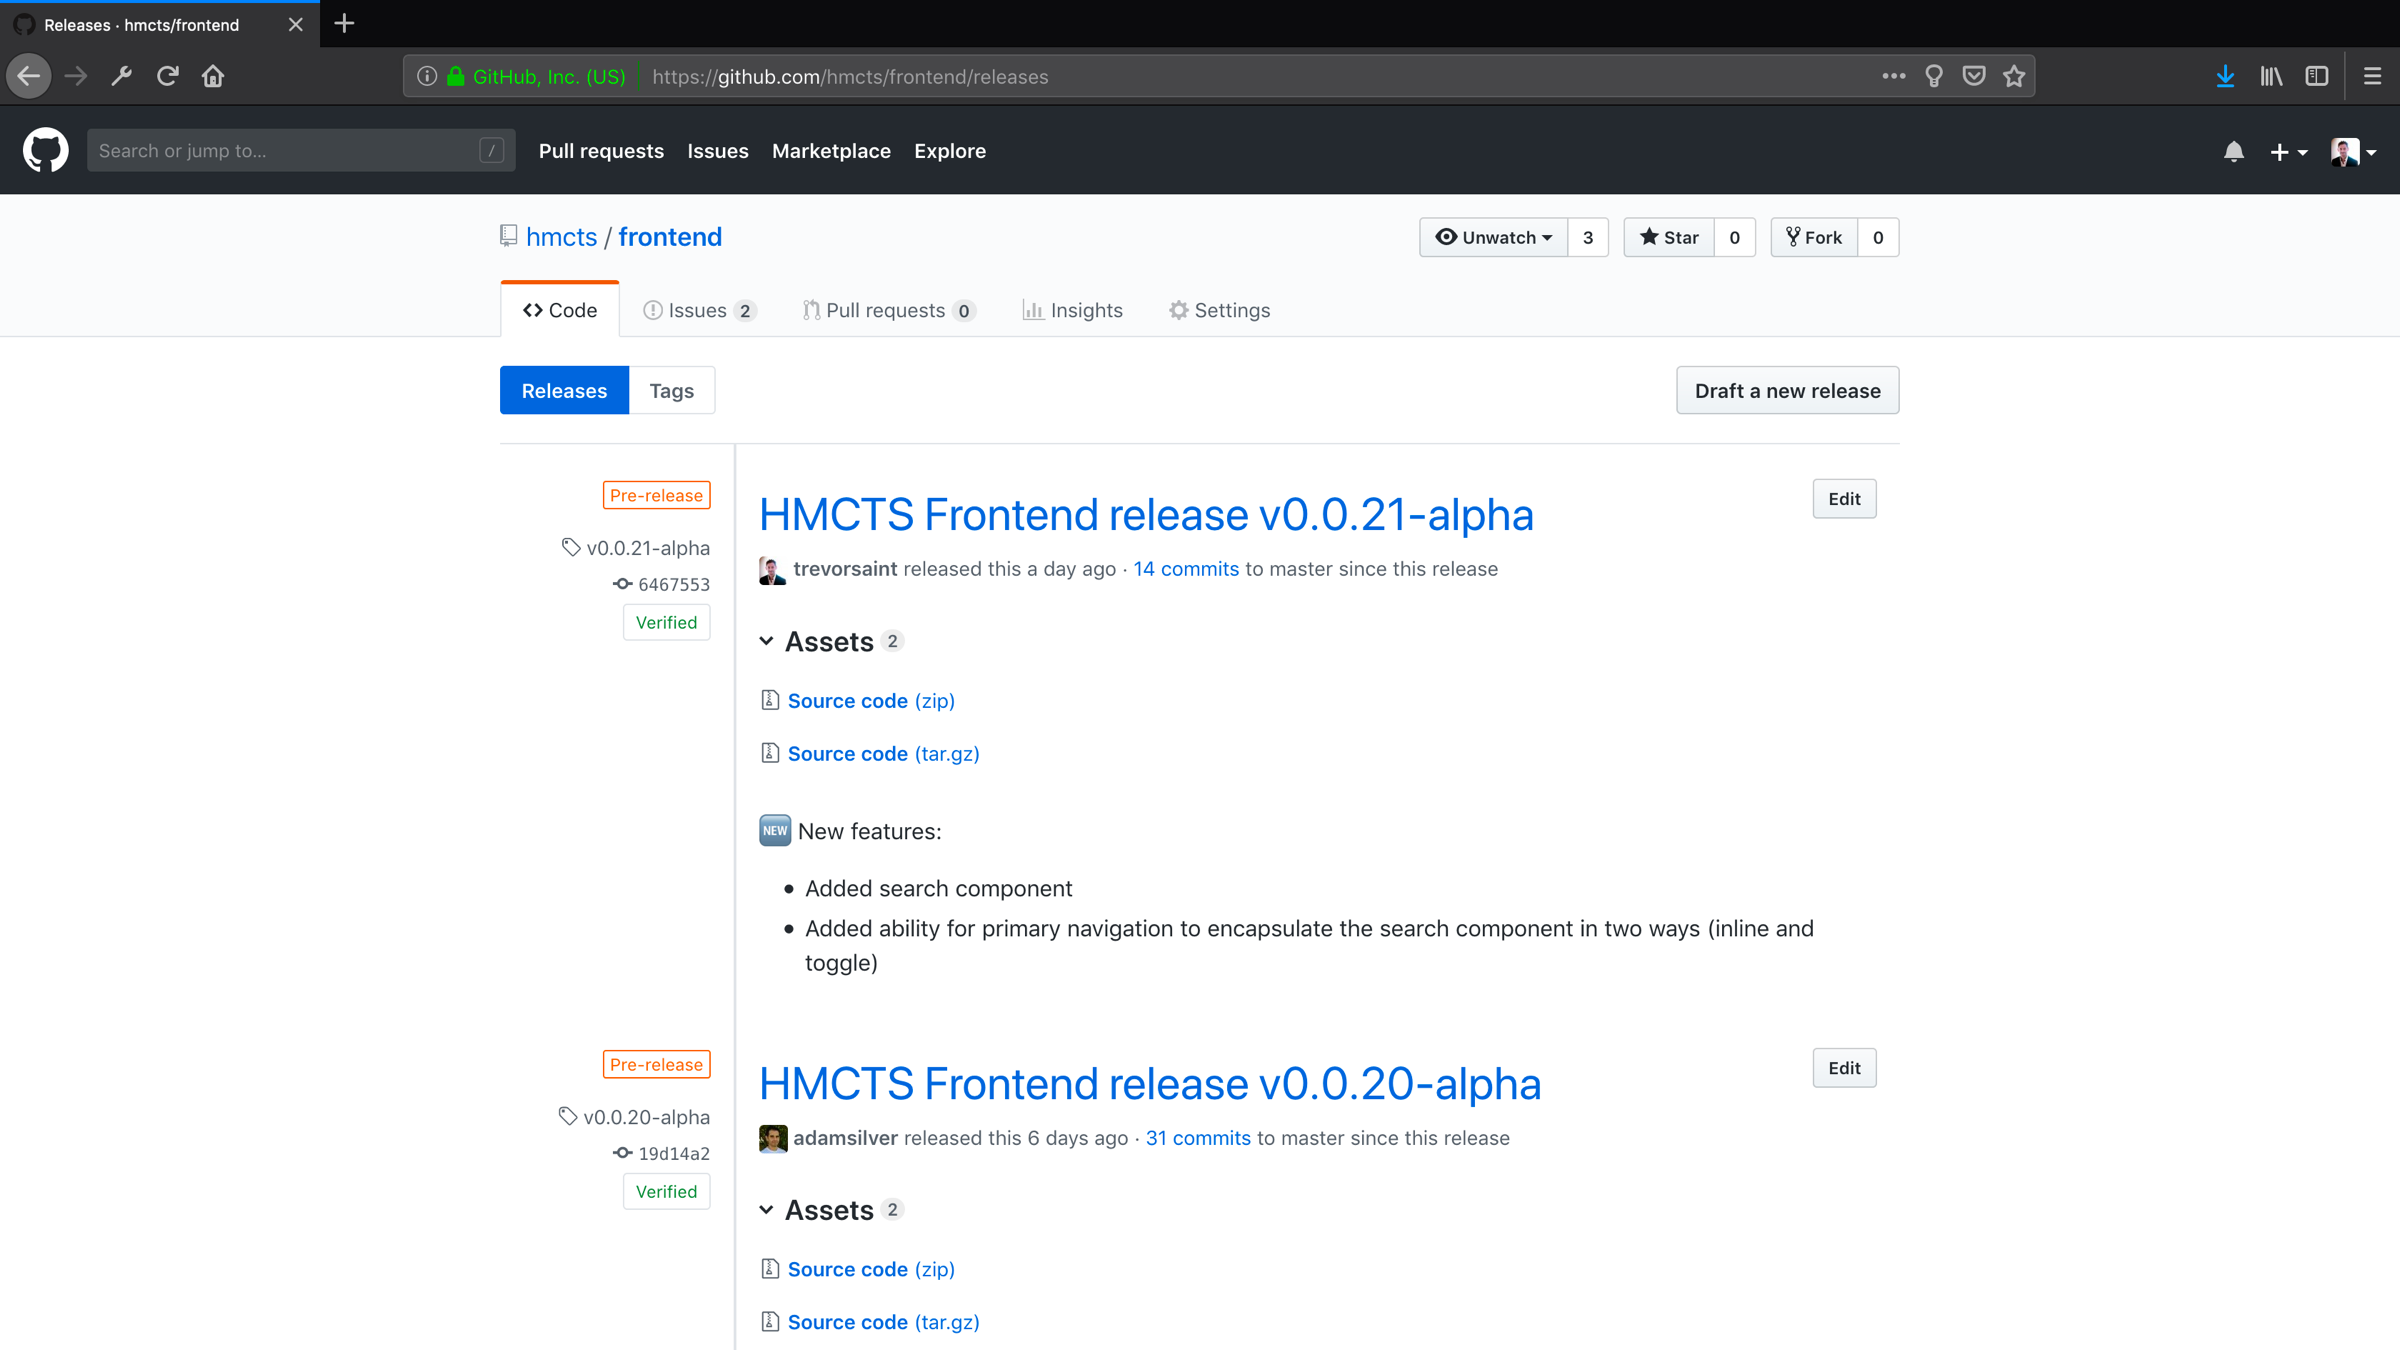 Releases · hmcts/frontend
GitHub, Inc. (US) https://github.com/hmcts/frontend/releases
Search or jump to... / Pull requests Issues Marketplace Explore
hmcts / frontend Unwatch 3 Star 0 Fork 0
Code Issues 2 Pull requests 0 Insights Settings
Releases Tags Draft a new release
Pre-release
v0.0.21-alpha
6467553
Verified
HMCTS Frontend release v0.0.21-alpha Edit
trevorsaint released this a day ago · 14 commits to master since this release
Assets 2
Source code (zip)
Source code (tar.gz)
NEW New features:
• Added search component
• Added ability for primary navigation to encapsulate the search component in two ways (inline and
toggle)
Pre-release
v0.0.20-alpha
19d14a2
Verified
HMCTS Frontend release v0.0.20-alpha Edit
adamsilver released this 6 days ago · 31 commits to master since this release
Assets 2
Source code (zip)
Source code (tar.gz)